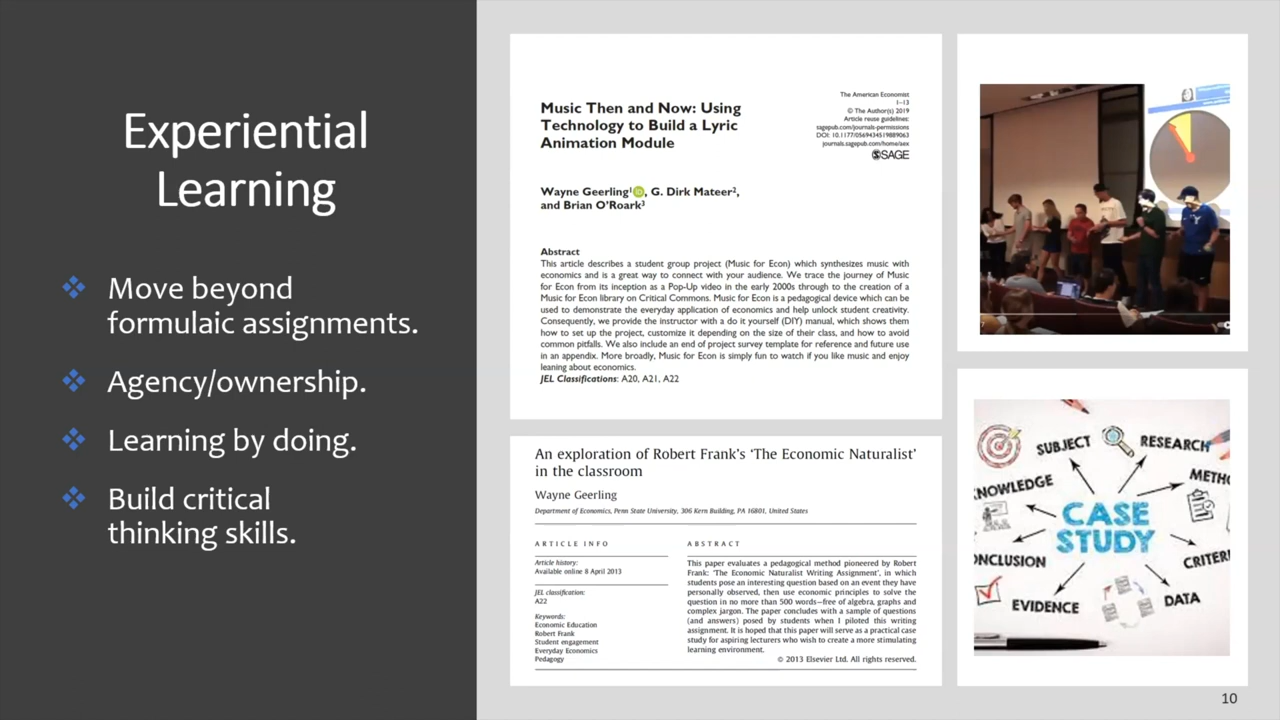 Experiential
Learning
Move beyond
formulaic assignments.
Agency/ownership.
Learning by doing.
Build critical
thinking skills.
Music Then and Now: Using
Technology to Build a Lyric
Animation Module
The American Economist
1–13
© The Author(s) 2019
Article reuse guidelines:
sagepub.com/journals-permissions
DOI: 10.1177/0569434519889063
journals.sagepub.com/home/aex
SAGE
Wayne Geerling¹ iD, G. Dirk Mateer²,
and Brian O'Roark³
Abstract
This article describes a student group project (Music for Econ) which synthesizes music with
economics and is a great way to connect with your audience. We trace the journey of Music
for Econ from its inception as a Pop-Up video in the early 2000s through to the creation of a
Music for Econ library on Critical Commons. Music for Econ is a pedagogical device which can be
used to demonstrate the everyday application of economics and help unlock student creativity.
Consequently, we provide the instructor with a do it yourself (DIY) manual, which shows them
how to set up the project, customize it depending on the size of their class, and how to avoid
common pitfalls. We also include an end of project survey template for reference and future use
in an appendix. More broadly, Music for Econ is simply fun to watch if you like music and enjoy
leaning about economics.
JEL Classifications: A20, A21, A22
An exploration of Robert Frank's 'The Economic Naturalist'
in the classroom
Wayne Geerling
Department of Economics, Penn State University, 306 Kern Building, PA 16801, United States
ARTICLE INFO
Article history:
Available online 8 April 2013
JEL classification:
A22
Keywords:
Economic Education
Robert Frank
Student engagement
Everyday Economics
Pedagogy
ABSTRACT
This paper evaluates a pedagogical method pioneered by Robert
Frank: 'The Economic Naturalist Writing Assignment', in which
students pose an interesting question based on an event they have
personally observed, then use economic principles to solve the
question in no more than 500 words—free of algebra, graphs and
complex jargon. The paper concludes with a sample of questions
(and answers) posed by students when I piloted this writing
assignment. It is hoped that this paper will serve as a practical case
study for aspiring lecturers who wish to create a more stimulating
learning environment.
© 2013 Elsevier Ltd. All rights reserved.
SUBJECT
RESEARCH
NOWLEDGE
METH
CASE
STUDY
ONCLUSION
CRITER
EVIDENCE
DATA
10